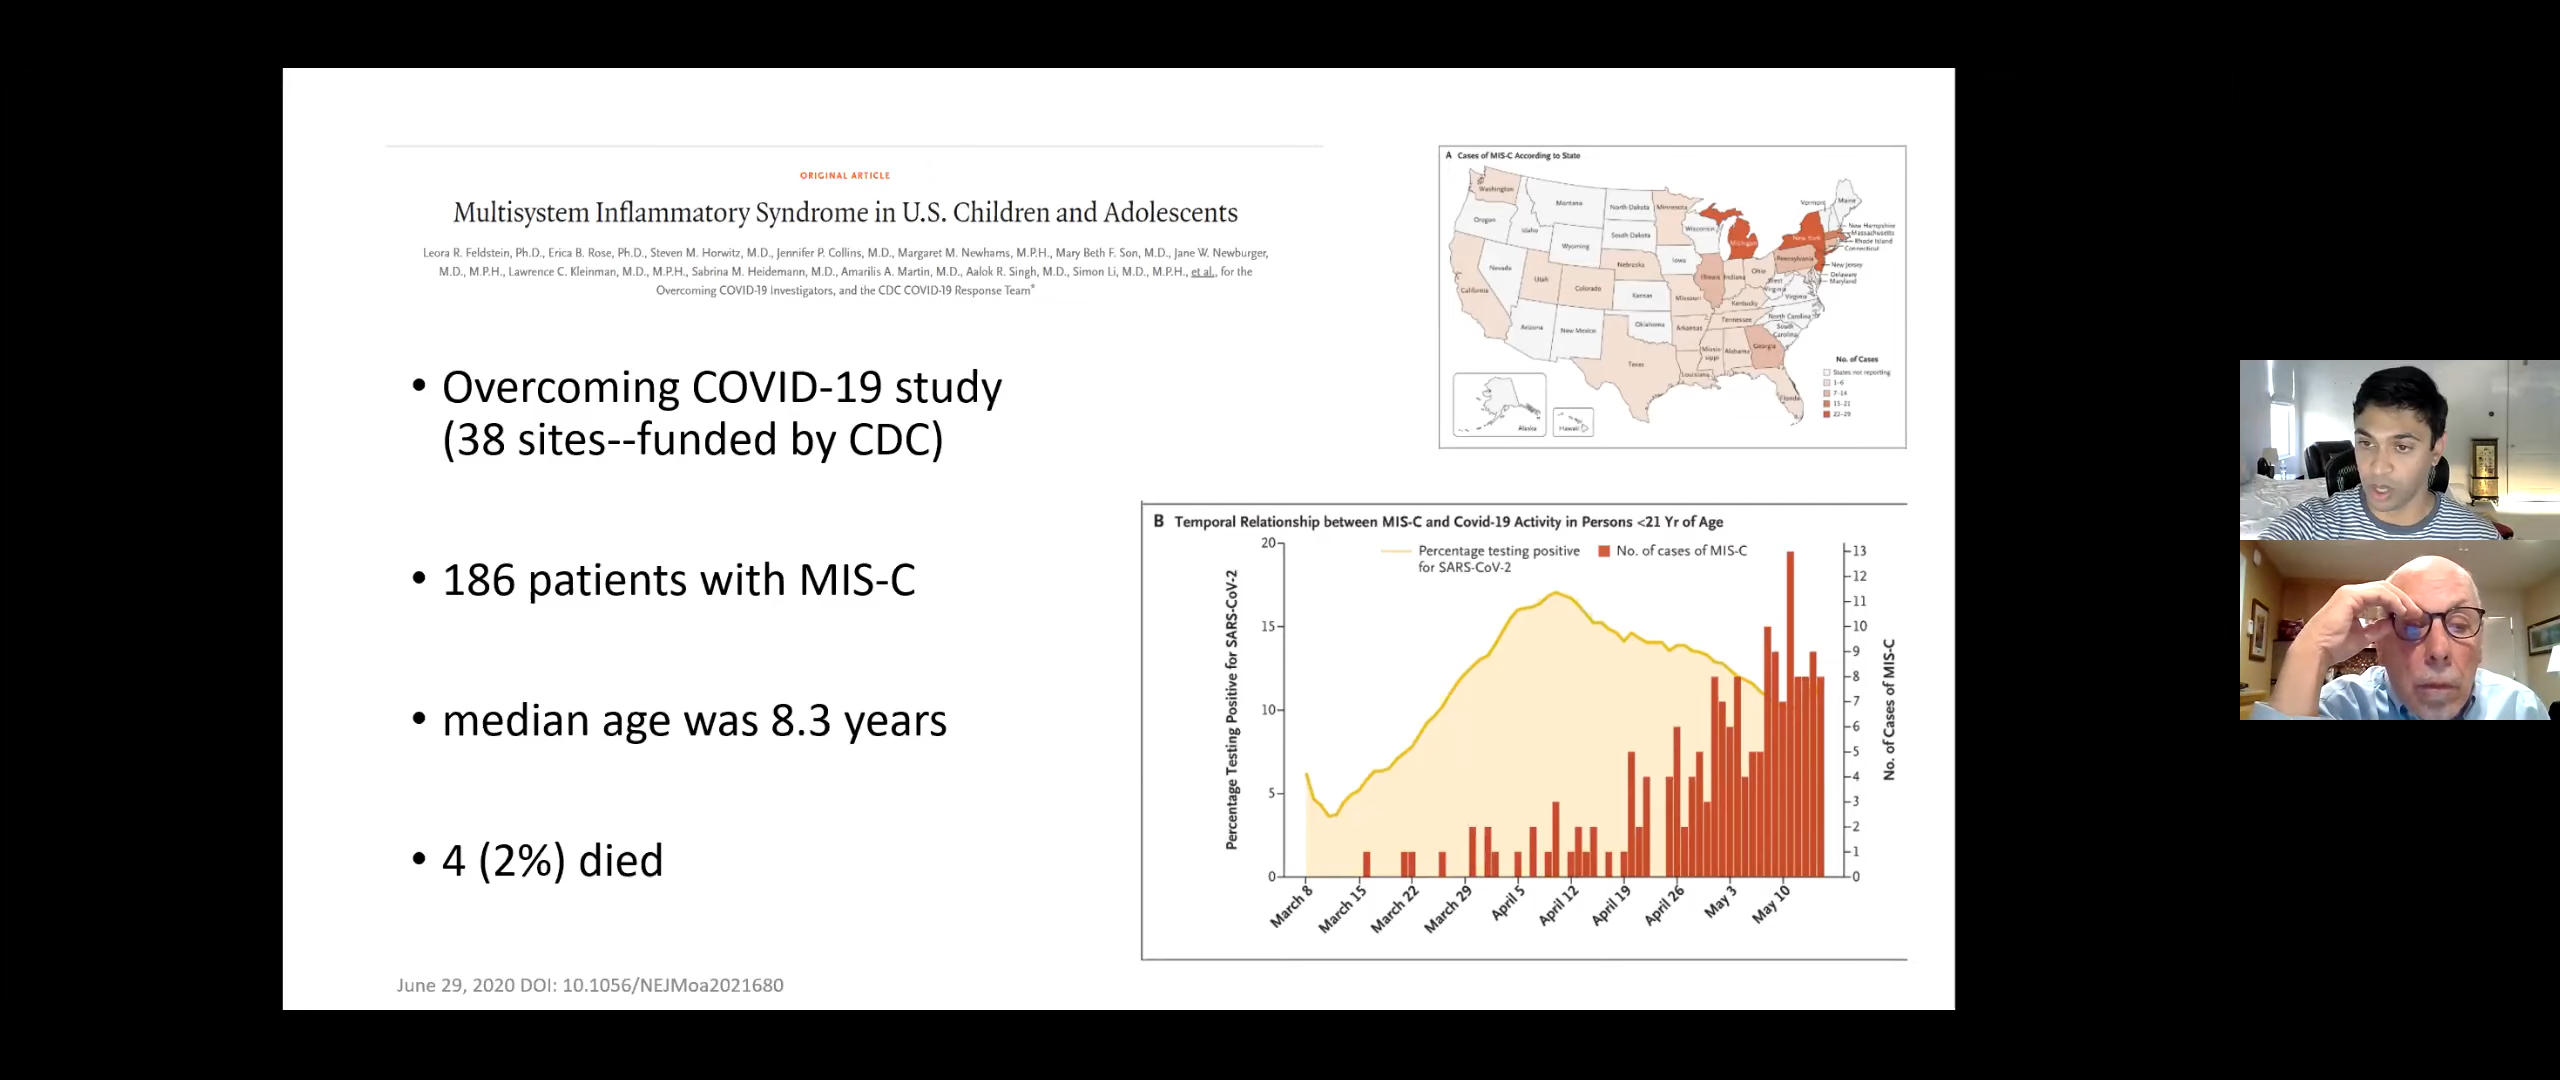 ORIGINAL ARTICLE
Multisystem Inflammatory Syndrome in U.S. Children and Adolescents
Leora R. Feldstein, Ph.D., Erica B. Rose, Ph.D., Steven M. Horwitz, M.D., Jennifer P. Collins, M.D., Margaret M. Newhams, M.P.H., Mary Beth F. Son, M.D., Jane W. Newburger,
M.D., M.P.H., Lawrence C. Kleinman, M.D., M.P.H., Sabrina M. Heidemann, M.D., Amarilis A. Martin, M.D., Aalok R. Singh, M.D., Simon Li, M.D., M.P.H., et al., for the
Overcoming COVID-19 Investigators, and the CDC COVID-19 Response Team*
• Overcoming COVID-19 study
(38 sites--funded by CDC)
• 186 patients with MIS-C
• median age was 8.3 years
• 4 (2%) died
June 29, 2020 DOI: 10.1056/NEJMoa2021680
A Cases of MIS-C According to State
Washington
Oregon
California
Nevada
Idaho
Montana
Wyoming
Utah
Arizona
Colorado
New Mexico
North Dakota
South Dakota
Nebraska
Kansas
Oklahoma
Texas
Minnesota
Iowa
Missouri
Arkansas
Louisiana
Wisconsin
Illinois
Michigan
Indiana
Ohio
Kentucky
Tennessee
Missis-
sippi
Alabama
Georgia
Florida
South
Carolina
North Carolina
Virginia
West
Virginia
Pennsylvania
New York
Vermont
Maine
New Hampshire
Massachusetts
Rhode Island
Connecticut
New Jersey
Delaware
Maryland
Alaska
Hawaii
No. of Cases
States not reporting
1–6
7–14
15–21
22–29
B Temporal Relationship between MIS-C and Covid-19 Activity in Persons <21 Yr of Age
Percentage testing positive
for SARS-CoV-2
No. of cases of MIS-C
Percentage Testing Positive for SARS-CoV-2
20
15
10
5
0
No. of Cases of MIS-C
13
12
11
10
9
8
7
6
5
4
3
2
1
0
March 8
March 15
March 22
March 29
April 5
April 12
April 19
April 26
May 3
May 10